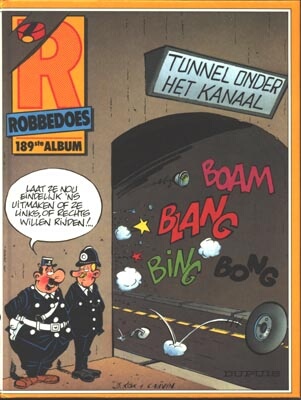 R
ROBBEDOES
189ste ALBUM
TUNNEL ONDER
HET KANAAL
LAAT ZE NOU
EINDELIJK 'NS
UITMAKEN OF ZE
LINKS, OF RECHTS
WILLEN RIJDEN!..
BOAM
BLANG
BING BONG
DUPUIS